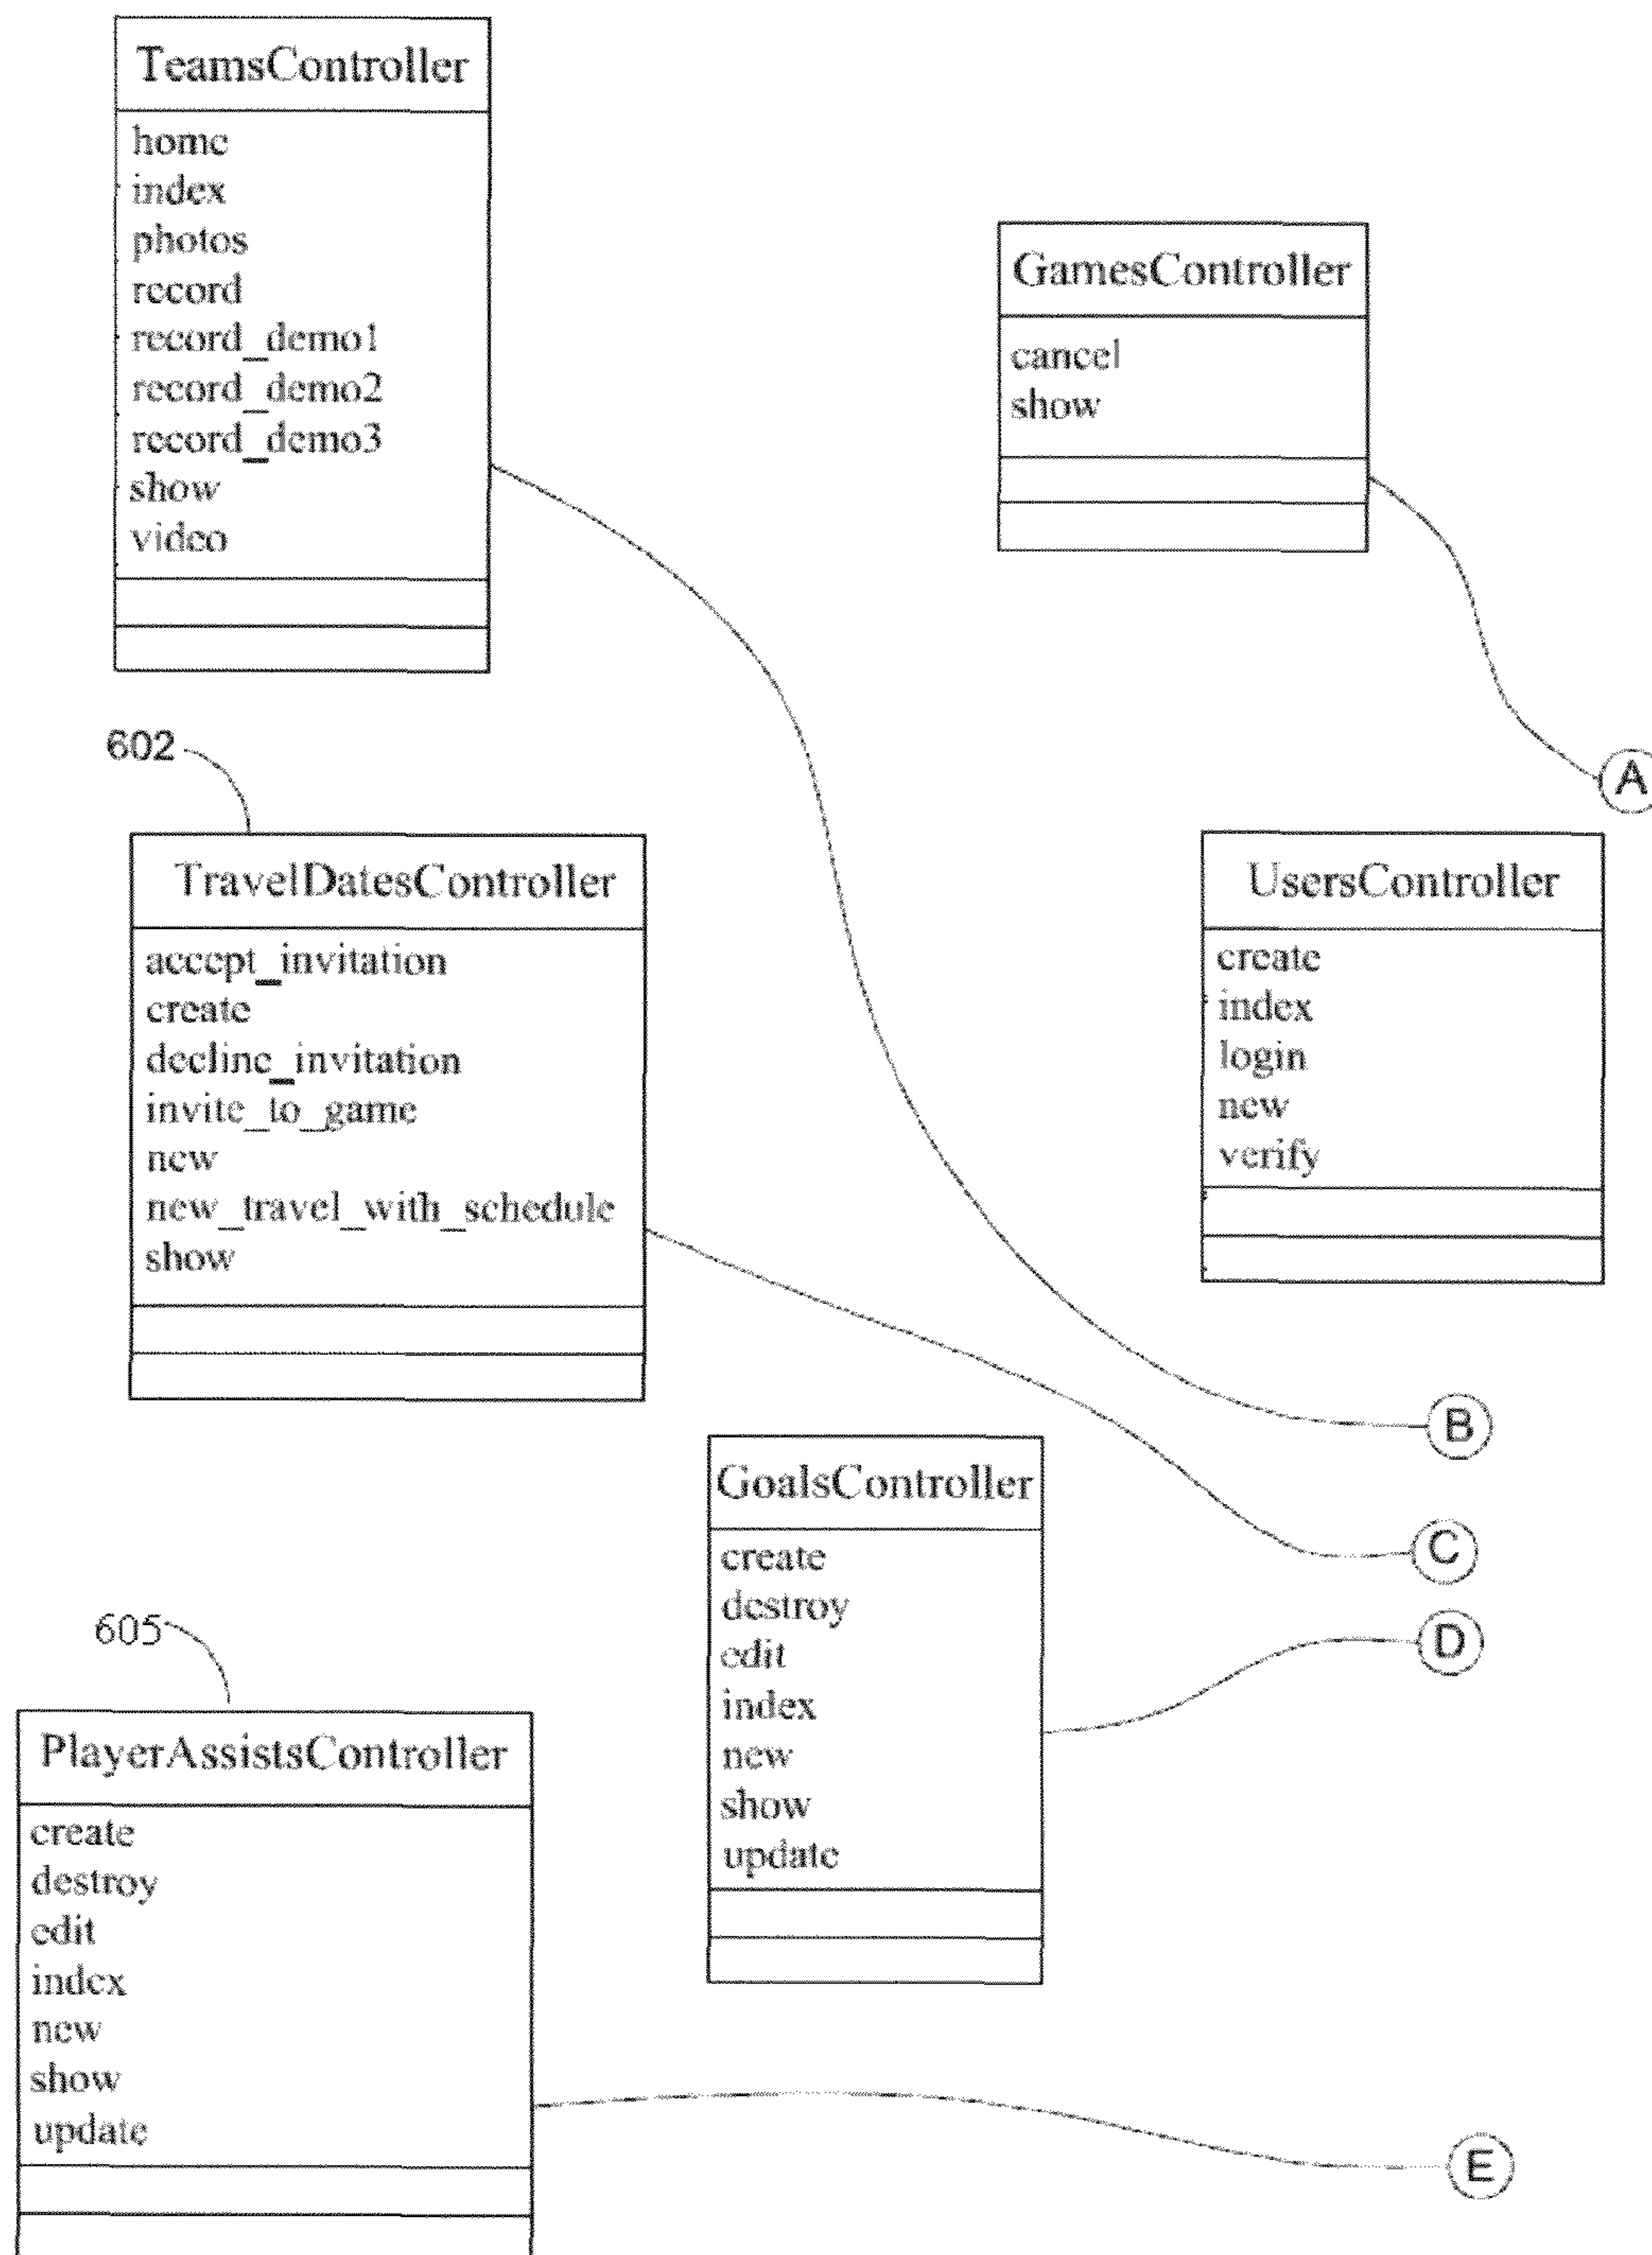 TeamsController
home
index
photos
record
record_demo1
record_demo2
record_demo3
show
video
GamesController
cancel
show
A
602
TravelDatesController
accept_invitation
create
decline_invitation
invite_to_game
new
new_travel_with_schedule
show
UsersController
create
index
login
new
verify
B
C
D
GoalsController
create
destroy
edit
index
new
show
update
605
PlayerAssistsController
create
destroy
edit
index
new
show
update
E